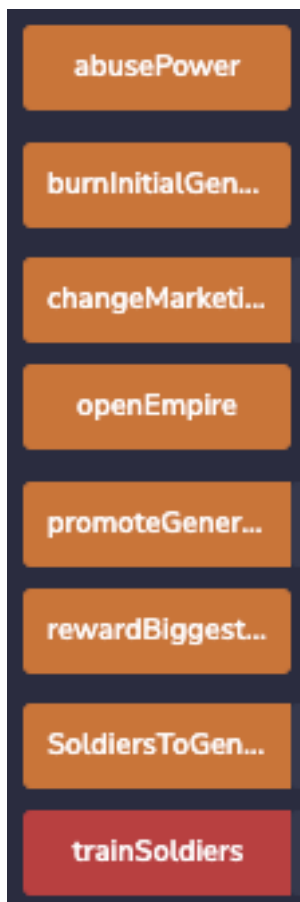 abusePower
burnInitialGen...
changeMarketi...
openEmpire
promoteGener...
rewardBiggest...
SoldiersToGen...
trainSoldiers